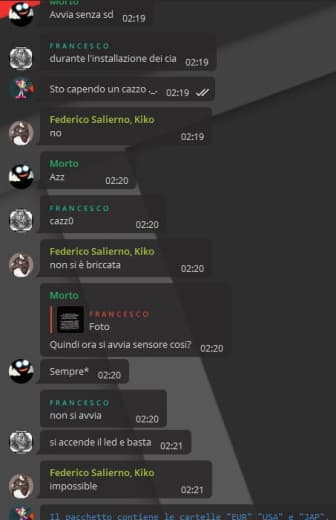 Morto
Avvia senza sd 02:19
FRANCESCO
durante l'installazione dei cia 02:19
Sto capendo un cazzo ._. 02:19
Federico Salierno, Kiko
no 02:19
Morto
Azz 02:20
FRANCESCO
cazz0 02:20
Federico Salierno, Kiko
non si è briccata 02:20
Morto
FRANCESCO
Foto
Quindi ora si avvia sensore così? 02:20
Sempre* 02:20
FRANCESCO
non si avvia 02:20
si accende il led e basta 02:21
Federico Salierno, Kiko
impossible 02:21
Il pacchetto contiene le cartelle "EUR" "USA" e "JAP"